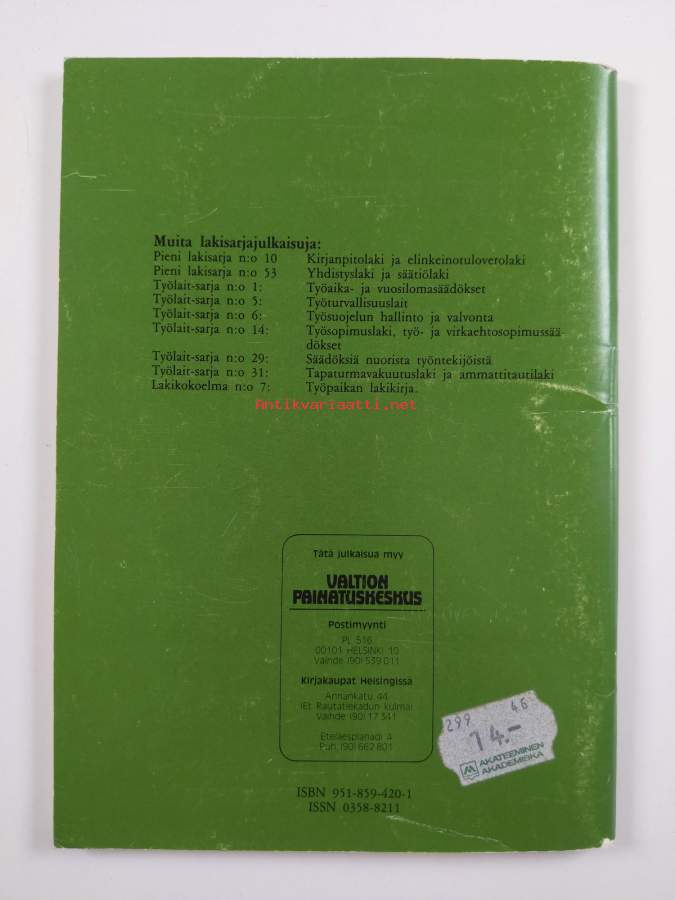 Muita lakisarjajulkaisuja:
Pieni lakisarja n:o 10 Kirjanpitolaki ja elinkeinotuloverolaki
Pieni lakisarja n:o 53 Yhdistyslaki ja säätiölaki
Työlait-sarja n:o 1: Työaika- ja vuosilomasäädökset
Työlait-sarja n:o 5: Työturvallisuuslait
Työlait-sarja n:o 6: Työsuojelun hallinto ja valvonta
Työlait-sarja n:o 14: Työsopimuslaki, työ- ja virkaehtosopimussää-
dökset
Työlait-sarja n:o 29: Säädöksiä nuorista työntekijöistä
Työlait-sarja n:o 31: Tapaturmavakuutuslaki ja ammattitautilaki
Lakikokoelma n:o 7: Työpaikan lakikirja.
Antikvariaatti.net
Tätä julkaisua myy
VALTION
PAINATUSKESKUS
Postimyynti
PL 516
00101 HELSINKI 10
Vaihde (90) 539 011
Kirjakaupat Helsingissä
Annankatu 44
(Et. Rautatiekadun kulma)
Vaihde (90) 17 341
Eteläesplanadi 4
Puh. (90) 662 801
299 46
14.-
AKATEEMINEN
AKADEMISKA
ISBN 951-859-420-1
ISSN 0358-8211